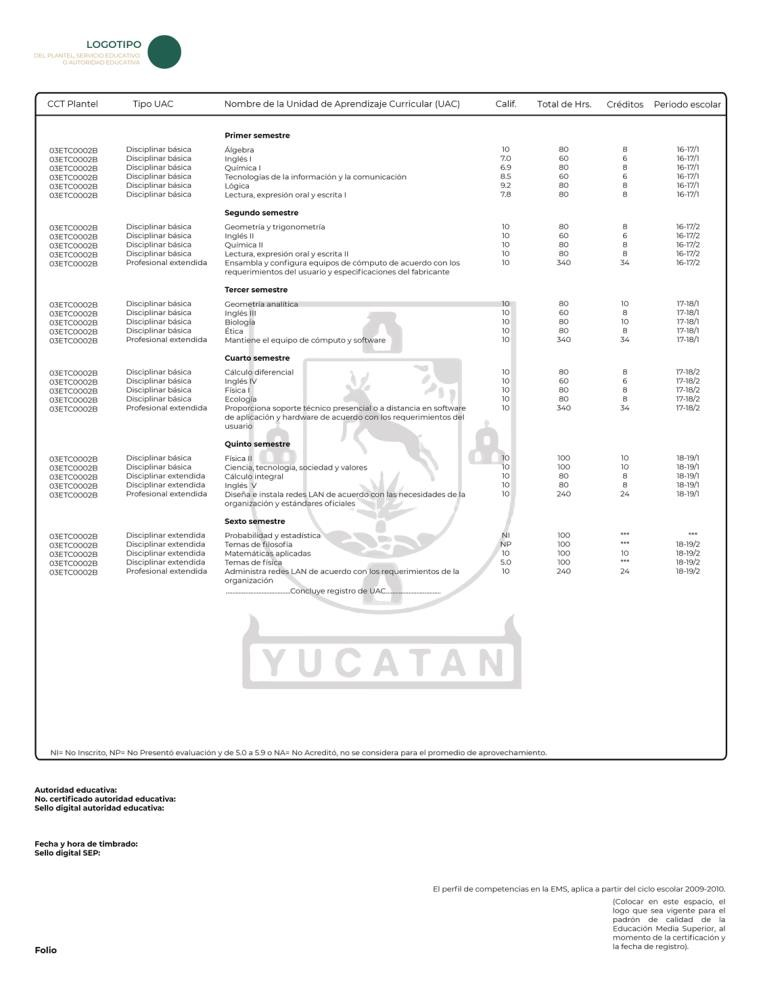 LOGOTIPO
DEL PLANTEL, SERVICIO EDUCATIVO
O AUTORIDAD EDUCATIVA
CCT Plantel Tipo UAC Nombre de la Unidad de Aprendizaje Curricular (UAC) Calif. Total de Hrs. Créditos Periodo escolar
Primer semestre
03ETC0002B Disciplinar básica Álgebra 10 80 8 16-17/1
03ETC0002B Disciplinar básica Inglés I 7.0 60 6 16-17/1
03ETC0002B Disciplinar básica Química I 6.9 80 8 16-17/1
03ETC0002B Disciplinar básica Tecnologías de la información y la comunicación 8.5 60 6 16-17/1
03ETC0002B Disciplinar básica Lógica 9.2 80 8 16-17/1
03ETC0002B Disciplinar básica Lectura, expresión oral y escrita I 7.8 80 8 16-17/1
Segundo semestre
03ETC0002B Disciplinar básica Geometría y trigonometría 10 80 8 16-17/2
03ETC0002B Disciplinar básica Inglés II 10 60 6 16-17/2
03ETC0002B Disciplinar básica Química II 10 80 8 16-17/2
03ETC0002B Disciplinar básica Lectura, expresión oral y escrita II 10 80 8 16-17/2
03ETC0002B Profesional extendida Ensambla y configura equipos de cómputo de acuerdo con los 10 340 34 16-17/2
requerimientos del usuario y especificaciones del fabricante
Tercer semestre
03ETC0002B Disciplinar básica Geometría analítica 10 80 10 17-18/1
03ETC0002B Disciplinar básica Inglés III 10 60 8 17-18/1
03ETC0002B Disciplinar básica Biología 10 80 10 17-18/1
03ETC0002B Disciplinar básica Ética 10 80 8 17-18/1
03ETC0002B Profesional extendida Mantiene el equipo de cómputo y software 10 340 34 17-18/1
Cuarto semestre
03ETC0002B Disciplinar básica Cálculo diferencial 10 80 8 17-18/2
03ETC0002B Disciplinar básica Inglés IV 10 60 6 17-18/2
03ETC0002B Disciplinar básica Física I 10 80 8 17-18/2
03ETC0002B Disciplinar básica Ecología 10 80 8 17-18/2
03ETC0002B Profesional extendida Proporciona soporte técnico presencial o a distancia en software 10 340 34 17-18/2
de aplicación y hardware de acuerdo con los requerimientos del
usuario
Quinto semestre
03ETC0002B Disciplinar básica Física II 10 100 10 18-19/1
03ETC0002B Disciplinar básica Ciencia, tecnología, sociedad y valores 10 100 10 18-19/1
03ETC0002B Disciplinar extendida Cálculo integral 10 80 8 18-19/1
03ETC0002B Disciplinar extendida Inglés V 10 80 8 18-19/1
03ETC0002B Profesional extendida Diseña e instala redes LAN de acuerdo con las necesidades de la 10 240 24 18-19/1
organización y estándares oficiales
Sexto semestre
03ETC0002B Disciplinar extendida Probabilidad y estadística NI 100 *** ***
03ETC0002B Disciplinar extendida Temas de filosofía NP 100 *** 18-19/2
03ETC0002B Disciplinar extendida Matemáticas aplicadas 10 100 10 18-19/2
03ETC0002B Disciplinar extendida Temas de física 5.0 100 *** 18-19/2
03ETC0002B Profesional extendida Administra redes LAN de acuerdo con los requerimientos de la 10 240 24 18-19/2
organización
................................Concluye registro de UAC...........................
YUCATAN
NI= No Inscrito, NP= No Presentó evaluación y de 5.0 a 5.9 o NA= No Acreditó, no se considera para el promedio de aprovechamiento.
Autoridad educativa:
No. certificado autoridad educativa:
Sello digital autoridad educativa:
Fecha y hora de timbrado:
Sello digital SEP:
El perfil de competencias en la EMS, aplica a partir del ciclo escolar 2009-2010.
(Colocar en este espacio, el
logo que sea vigente para el
padrón de calidad de la
Educación Media Superior, al
momento de la certificación y
la fecha de registro).
Folio